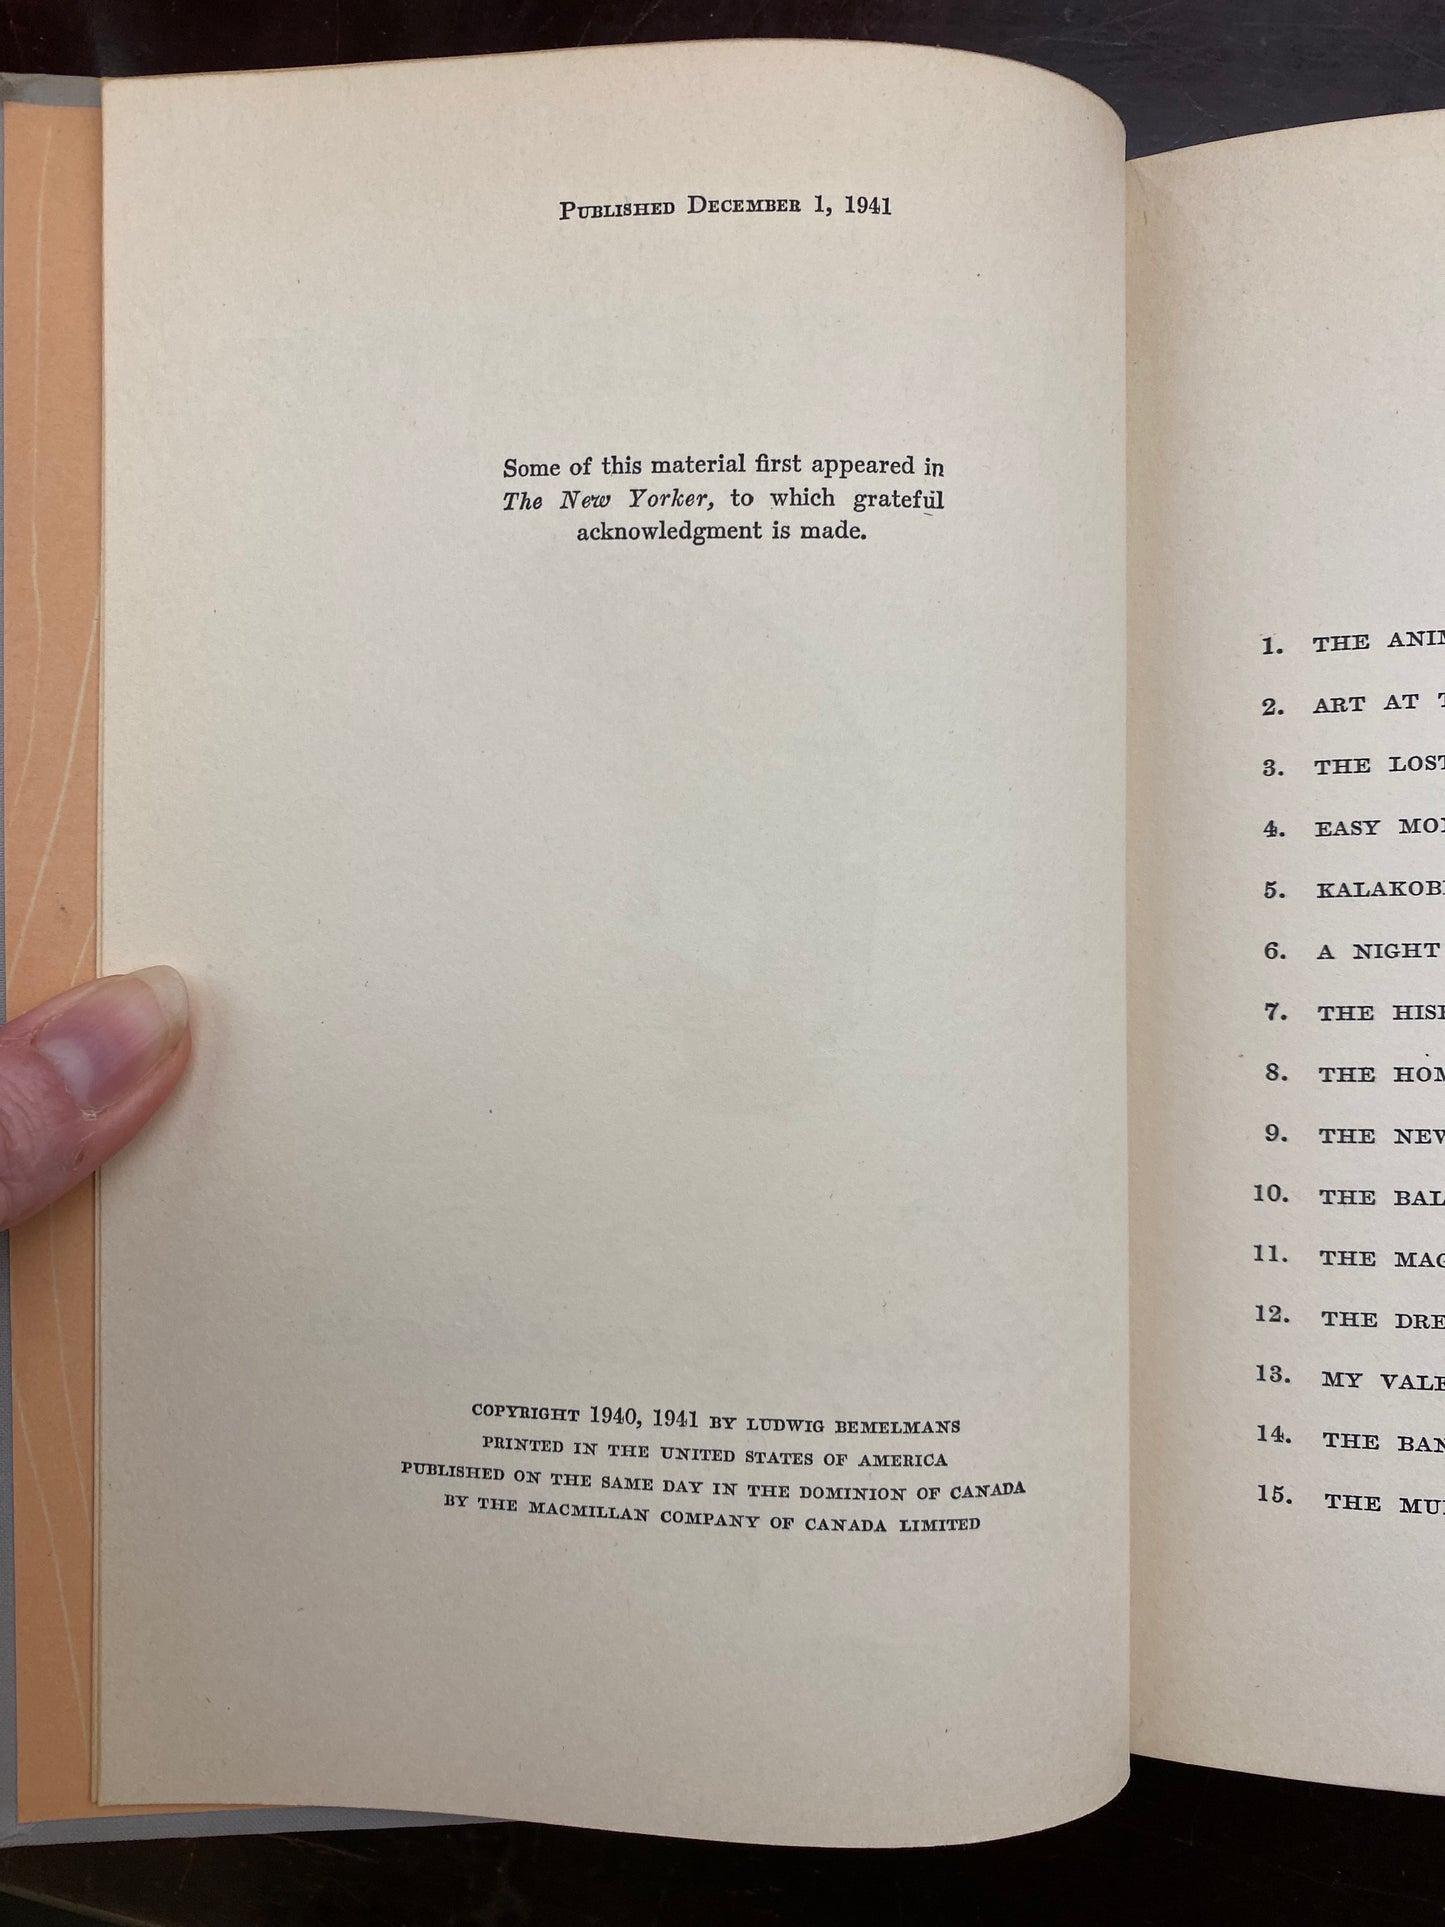 Published December 1, 1941
Some of this material first appeared in
The New Yorker, to which grateful
acknowledgment is made.
COPYRIGHT 1940, 1941 BY LUDWIG BEMELMANS
PRINTED IN THE UNITED STATES OF AMERICA
PUBLISHED ON THE SAME DAY IN THE DOMINION OF CANADA
BY THE MACMILLAN COMPANY OF CANADA LIMITED
1. THE
2. ART AT
3. THE LOST
4. EASY
5.
6. A NIGHT
7. THE
8. THE
9. THE
10. THE
11. THE
12. THE
13. MY
14. THE
15. THE